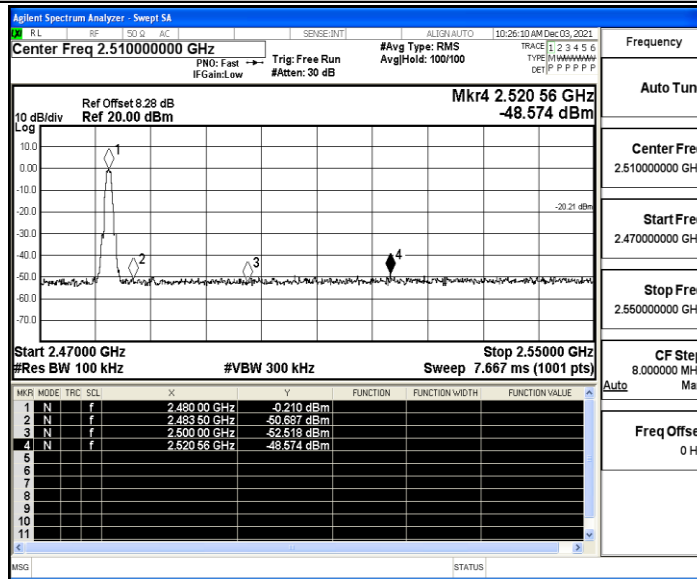 Agilent Spectrum Analyzer - Swept SA
RL RF 50 Ω AC SENSE:INT ALIGN AUTO 10:26:10 AM Dec 03, 2021
Center Freq 2.510000000 GHz
PNO: Fast
IFGain:Low
Trig: Free Run
#Atten: 30 dB
#Avg Type: RMS
Avg|Hold: 100/100
TRACE 1 2 3 4 5 6
TYPE M W W W W W
DET P P P P P P
Mkr4 2.520 56 GHz
-48.574 dBm
Ref Offset 8.28 dB
10 dB/div Ref 20.00 dBm
Log
10.0
0.00
-10.0
-20.0
-30.0
-40.0
-50.0
-60.0
-70.0
1
2
3
4
-20.21 dBm
Start 2.47000 GHz Stop 2.55000 GHz
#Res BW 100 kHz #VBW 300 kHz Sweep 7.667 ms (1001 pts)
MKR MODE TRC SCL X Y FUNCTION FUNCTION WIDTH FUNCTION VALUE
1 N f 2.480 00 GHz -0.210 dBm
2 N f 2.483 50 GHz -50.687 dBm
3 N f 2.500 00 GHz -52.518 dBm
4 N f 2.520 56 GHz -48.574 dBm
5
6
7
8
9
10
11
MSG STATUS
Frequency
Auto Tun
Center Fre
2.510000000 GH
Start Fre
2.470000000 GH
Stop Fre
2.550000000 GH
CF Step
8.000000 MH
Auto Ma
Freq Offse
0 H